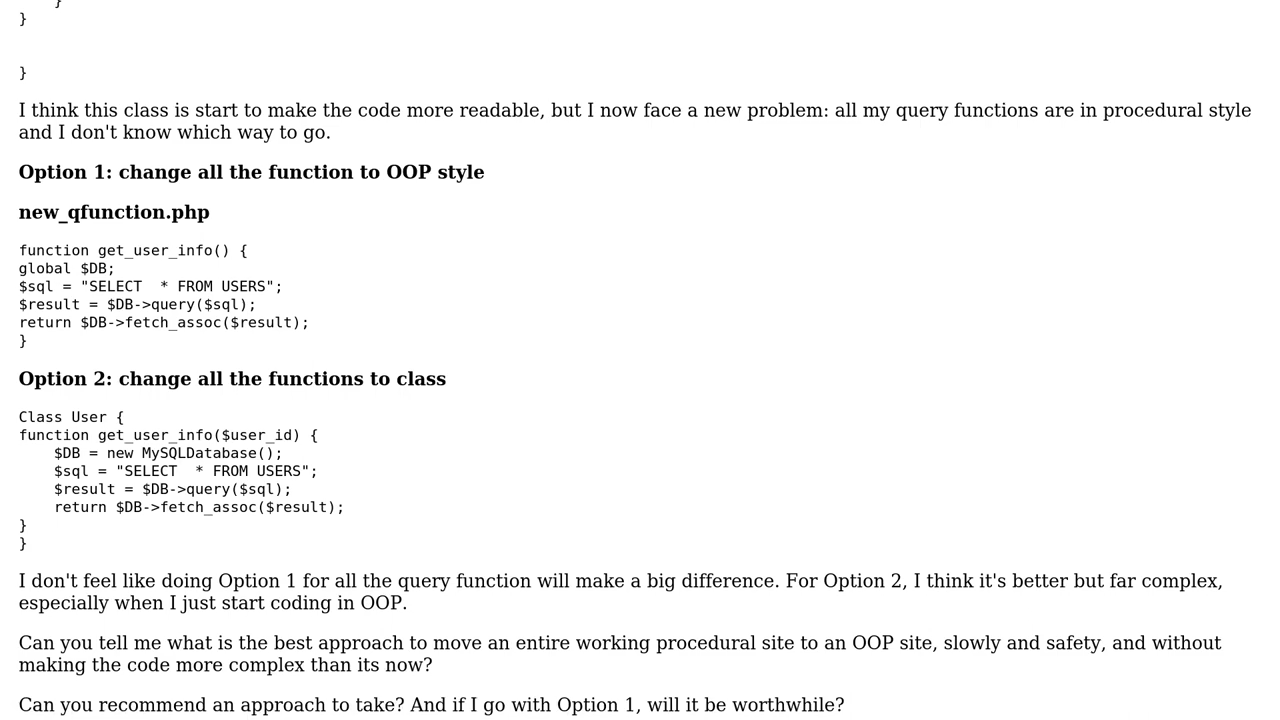 }
}
}
I think this class is start to make the code more readable, but I now face a new problem: all my query functions are in procedural style
and I don't know which way to go.
Option 1: change all the function to OOP style
new_qfunction.php
function get_user_info() {
global $DB;
$sql = "SELECT  * FROM USERS";
$result = $DB->query($sql);
return $DB->fetch_assoc($result);
}
Option 2: change all the functions to class
Class User {
function get_user_info($user_id) {
    $DB = new MySQLDatabase();
    $sql = "SELECT  * FROM USERS";
    $result = $DB->query($sql);
    return $DB->fetch_assoc($result);
}
}
I don't feel like doing Option 1 for all the query function will make a big difference. For Option 2, I think it's better but far complex,
especially when I just start coding in OOP.
Can you tell me what is the best approach to move an entire working procedural site to an OOP site, slowly and safety, and without
making the code more complex than its now?
Can you recommend an approach to take? And if I go with Option 1, will it be worthwhile?